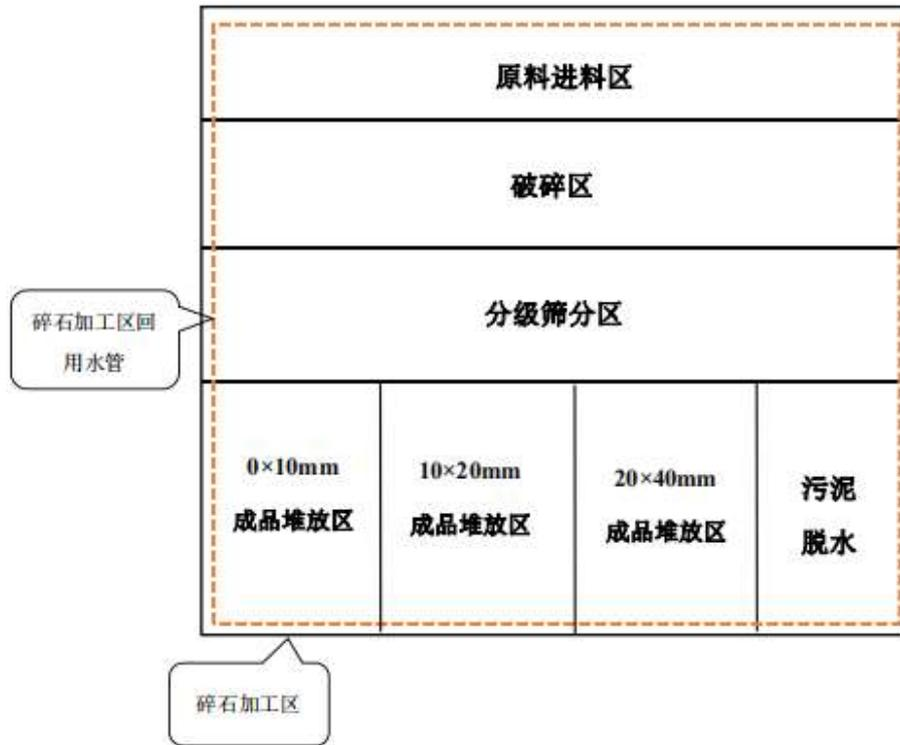 原料进料区
破碎区
分级筛分区
碎石加工区回
用水管
0×10mm
成品堆放区
10×20mm
成品堆放区
20×40mm
成品堆放区
污泥
脱水
碎石加工区